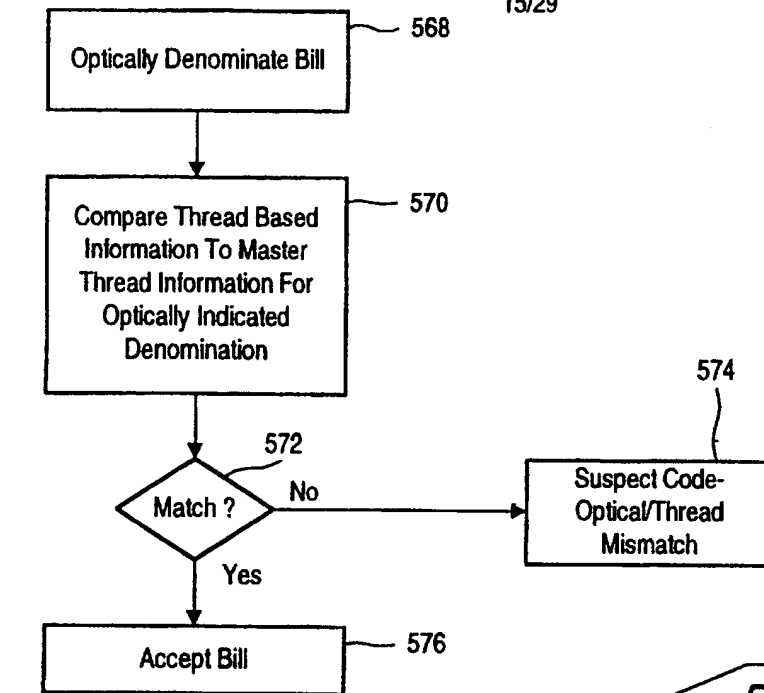 15/29
Optically Denominate Bill
568
Compare Thread Based
Information To Master
Thread Information For
Optically Indicated
Denomination
570
572
Match ?
No
574
Suspect Code-
Optical/Thread
Mismatch
Yes
Accept Bill
576